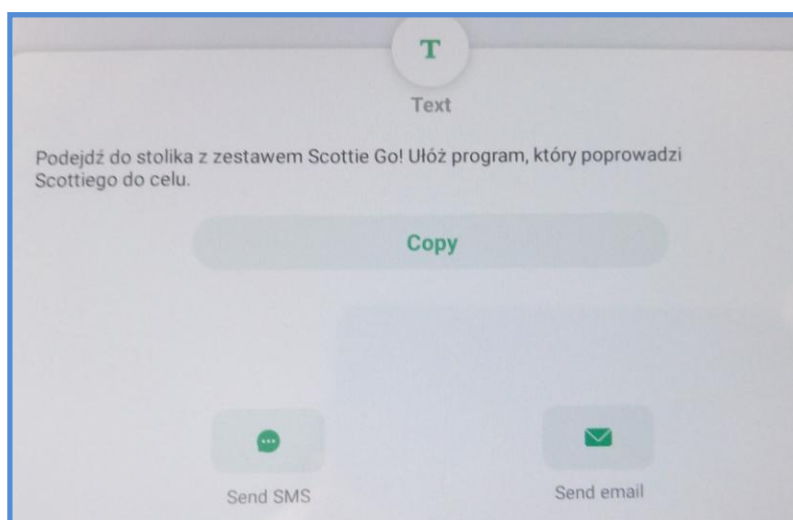 T
Text
Podejdź do stolika z zestawem Scottie Go! Ułóż program, który poprowadzi
Scottiego do celu.
Copy
Send SMS
Send email